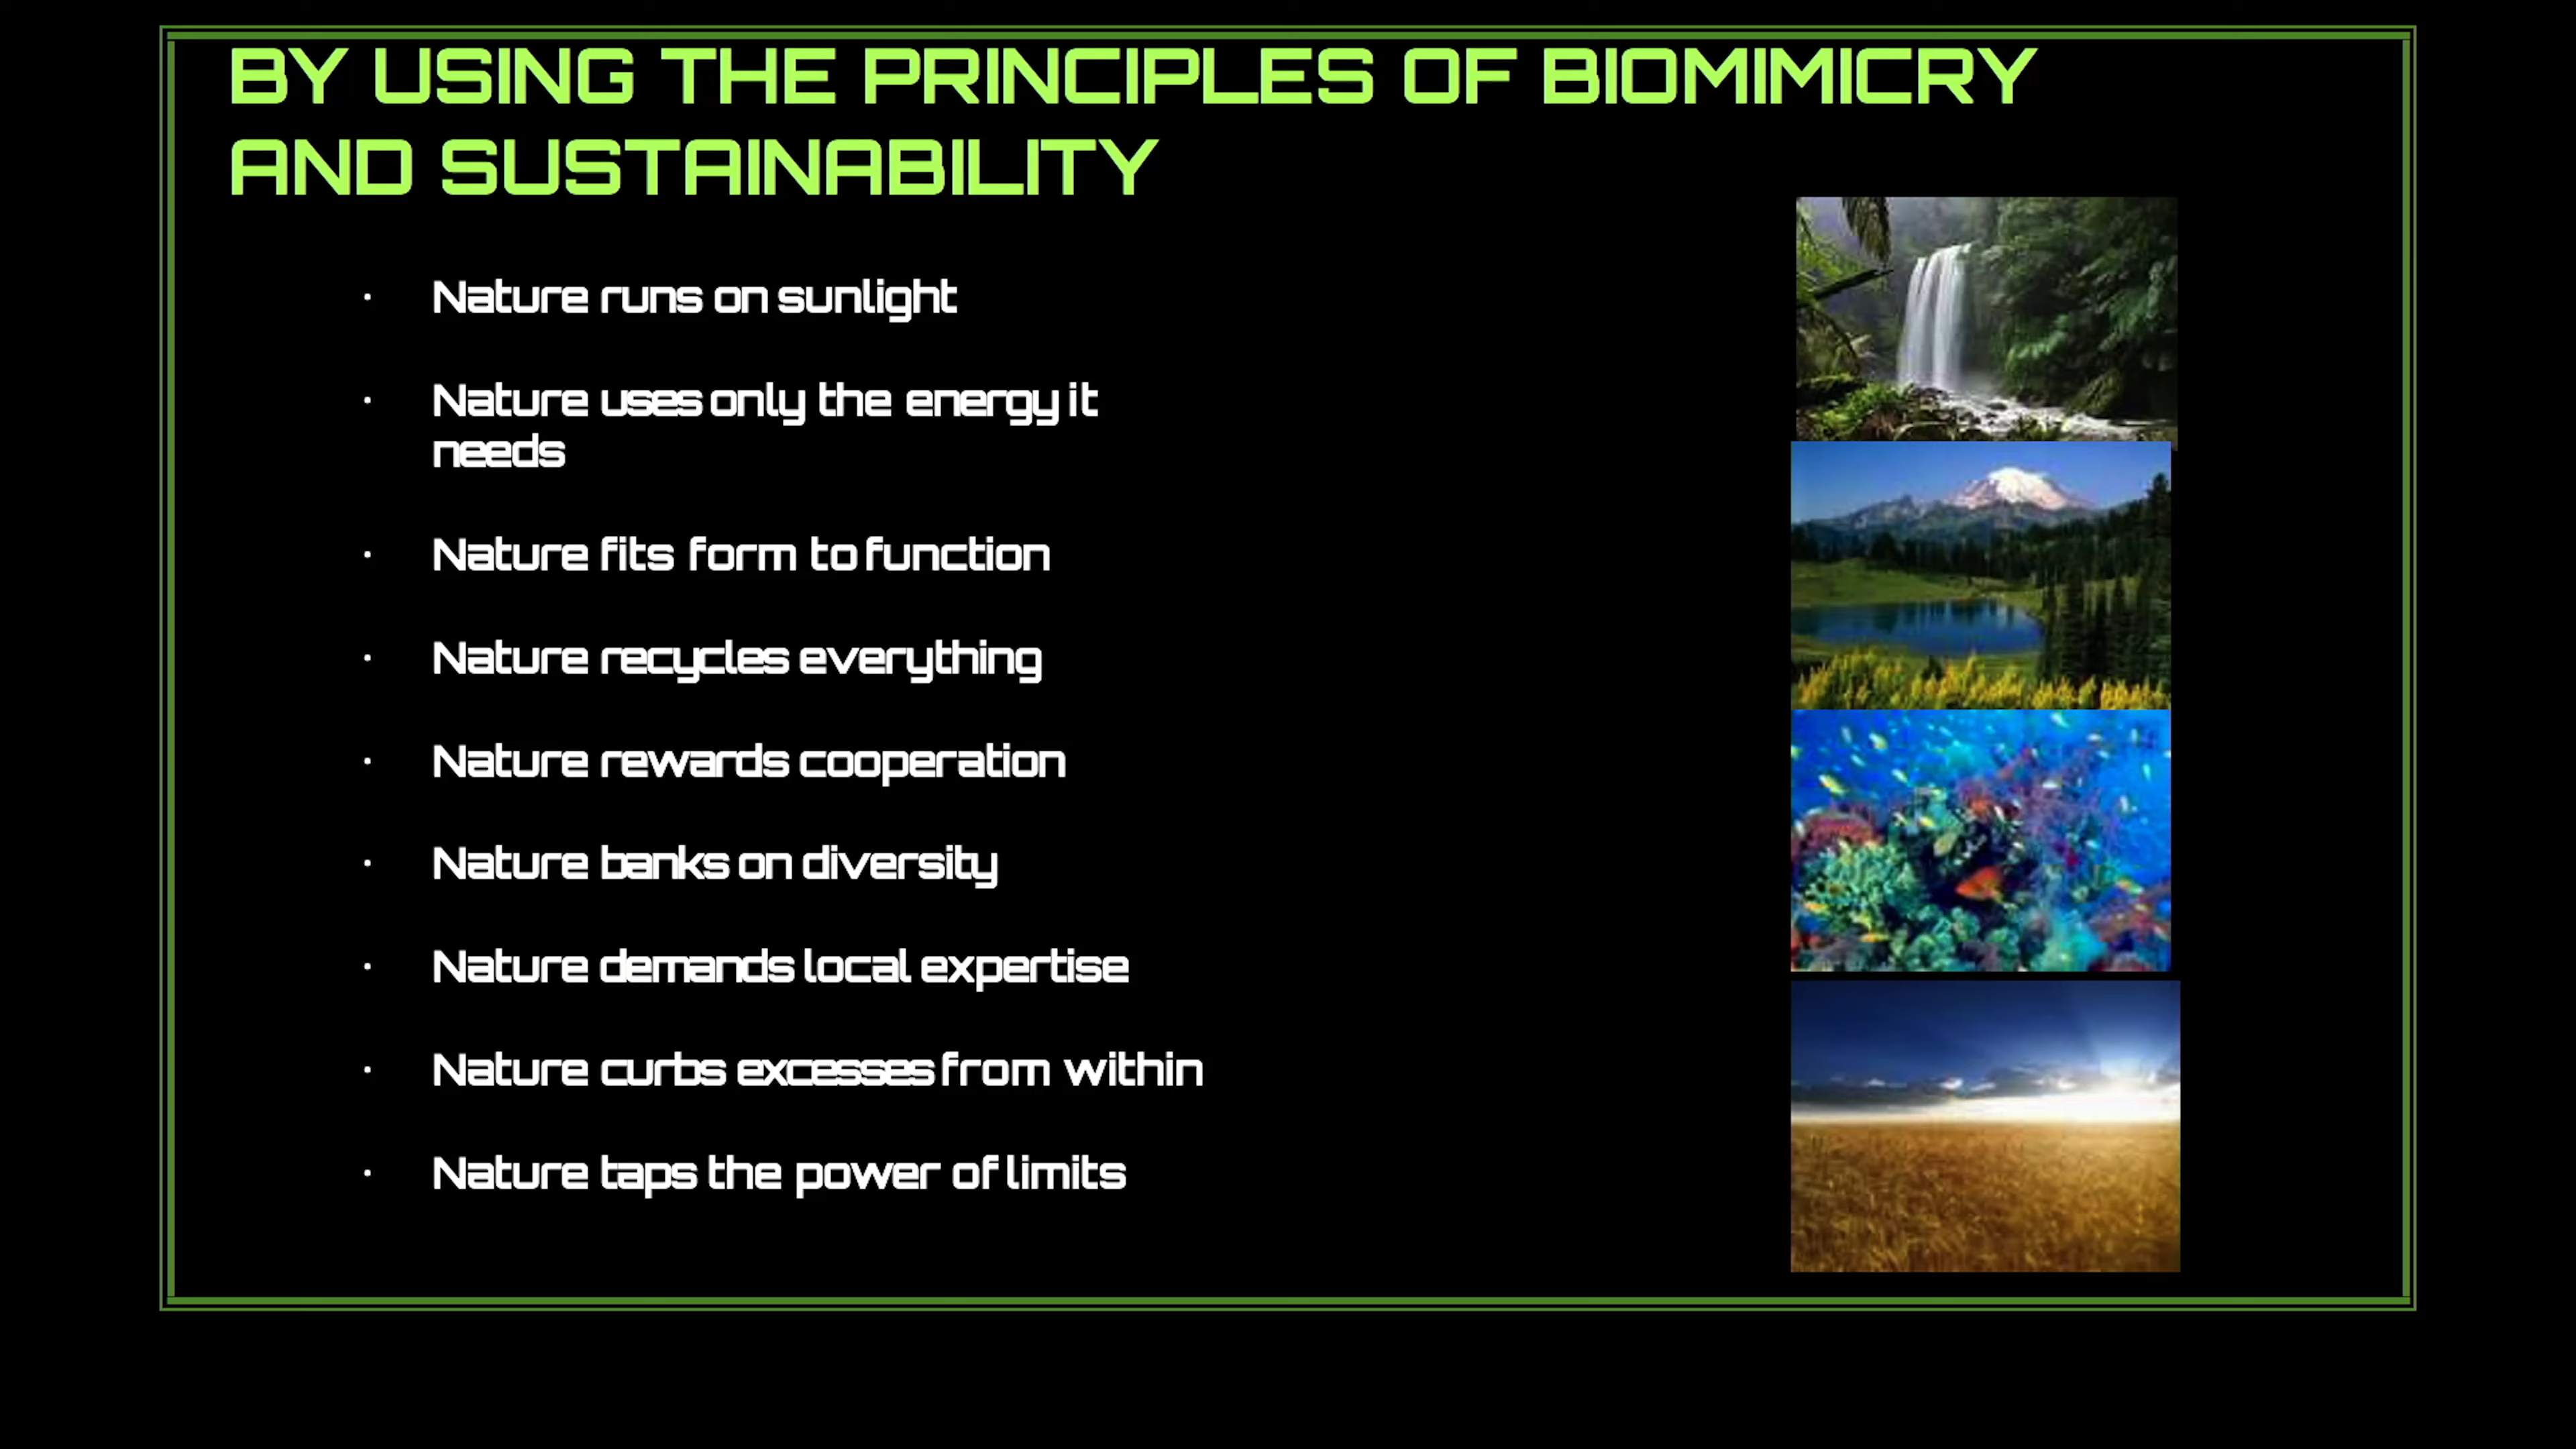 BY USING THE PRINCIPLES OF BIOMIMICRY
AND SUSTAINABILITY
· Nature runs on sunlight
· Nature uses only the energy it
needs
· Nature fits form to function
· Nature recycles everything
· Nature rewards cooperation
· Nature banks on diversity
· Nature demands local expertise
· Nature curbs excesses from within
· Nature taps the power of limits